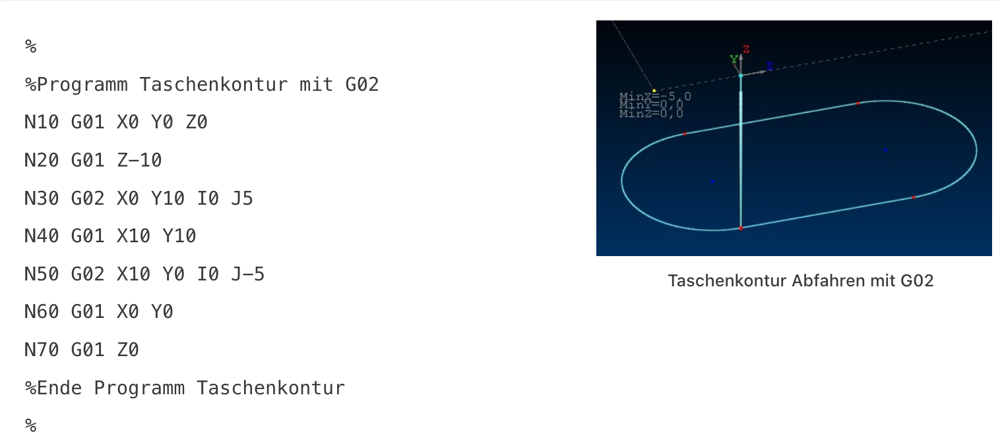 %
%Programm Taschenkontur mit G02
N10 G01 X0 Y0 Z0
N20 G01 Z-10
N30 G02 X0 Y10 I0 J5
N40 G01 X10 Y10
N50 G02 X10 Y0 I0 J-5
N60 G01 X0 Y0
N70 G01 Z0
%Ende Programm Taschenkontur
%
Z
Y
X
MinX=-5,0
MinY=0,0
MinZ=0,0
Taschenkontur Abfahren mit G02